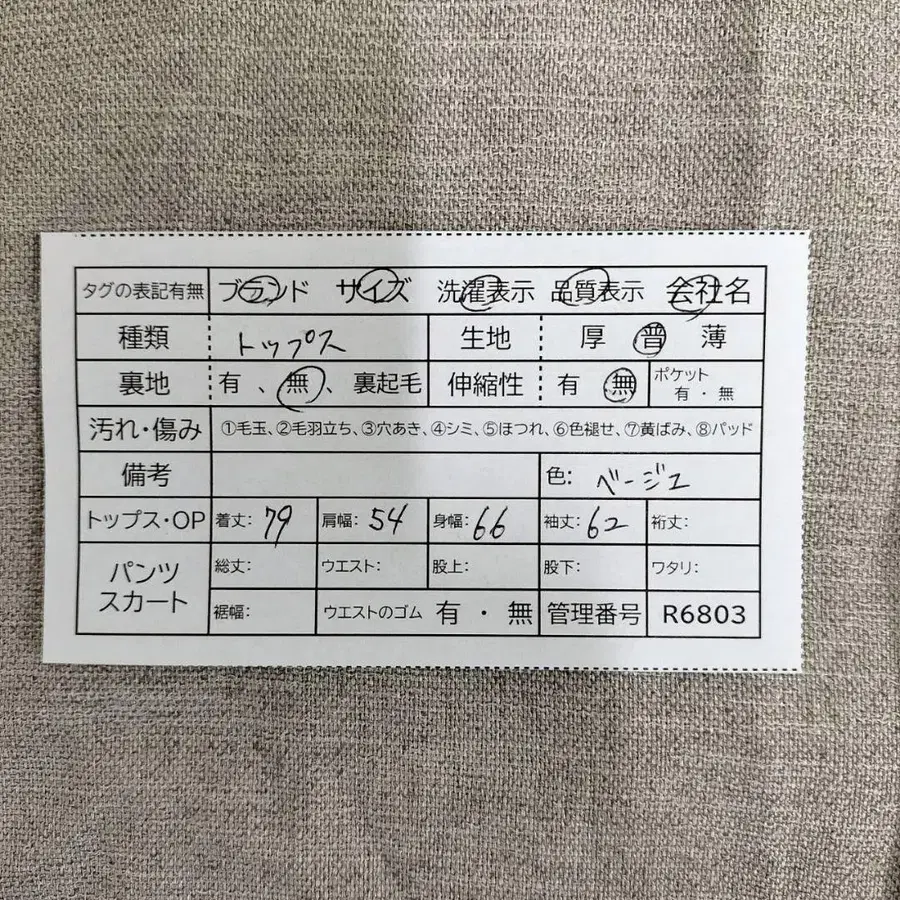 タグの表記有無 ブランド サイズ 洗濯表示 品質表示 会社名
種類 トップス 生地 厚 普 薄
裏地 有、無、裏起毛 伸縮性 有 無 ポケット 有・無
汚れ・傷み ①毛玉、②毛羽立ち、③穴あき、④シミ、⑤ほつれ、⑥色褪せ、⑦黄ばみ、⑧パッド
備考 色: ベージュ
トップス・OP 着丈: 79 肩幅: 54 身幅: 66 袖丈: 62 裄丈:
パンツ スカート 総丈: ウエスト: 股上: 股下: ワタリ:
裾幅: ウエストのゴム 有・無 管理番号 R6803